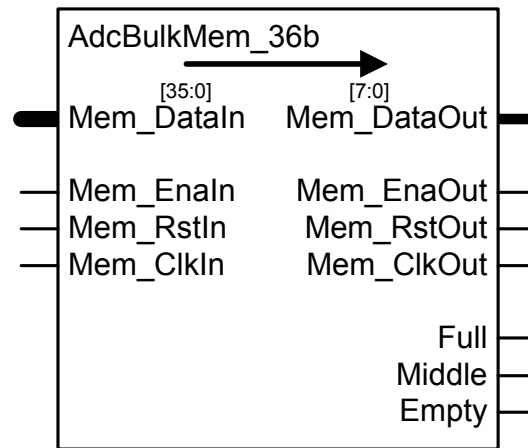 AdcBulkMem_36b
[35:0] [7:0]
Mem_DataIn Mem_DataOut
Mem_EnaIn Mem_EnaOut
Mem_RstIn Mem_RstOut
Mem_ClkIn Mem_ClkOut
Full
Middle
Empty